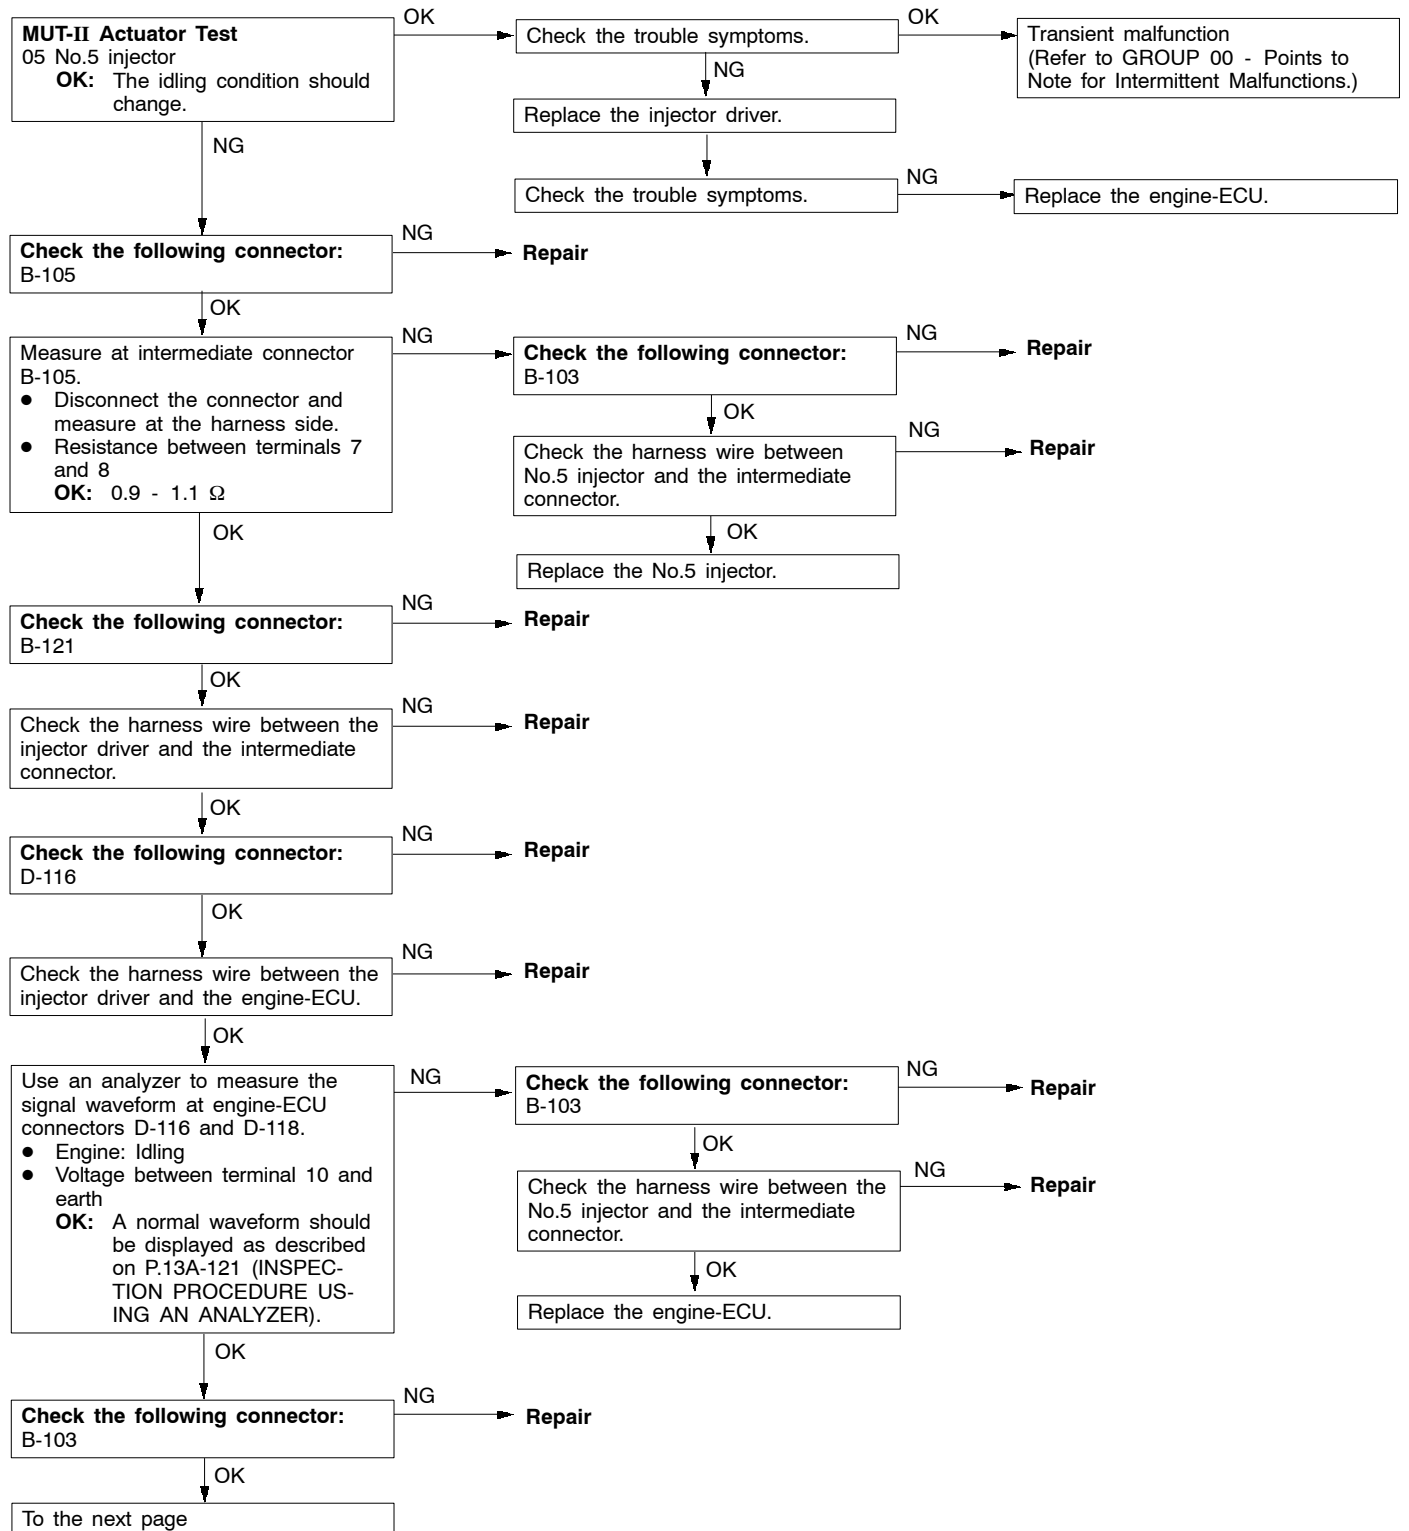 MUT-II Actuator Test
05 No.5 injector
OK: The idling condition should
change.
OK
Check the trouble symptoms.
OK
Transient malfunction
(Refer to GROUP 00 - Points to
Note for Intermittent Malfunctions.)
NG
Replace the injector driver.
Check the trouble symptoms.
NG
Replace the engine-ECU.
NG
Check the following connector:
B-105
NG
Repair
OK
Measure at intermediate connector
B-105.
● Disconnect the connector and
measure at the harness side.
● Resistance between terminals 7
and 8
OK: 0.9 - 1.1 Ω
NG
Check the following connector:
B-103
NG
Repair
OK
Check the harness wire between
No.5 injector and the intermediate
connector.
NG
Repair
OK
Replace the No.5 injector.
OK
Check the following connector:
B-121
NG
Repair
OK
Check the harness wire between the
injector driver and the intermediate
connector.
NG
Repair
OK
Check the following connector:
D-116
NG
Repair
OK
Check the harness wire between the
injector driver and the engine-ECU.
NG
Repair
OK
Use an analyzer to measure the
signal waveform at engine-ECU
connectors D-116 and D-118.
● Engine: Idling
● Voltage between terminal 10 and
earth
OK: A normal waveform should
be displayed as described
on P.13A-121 (INSPEC-
TION PROCEDURE US-
ING AN ANALYZER).
NG
Check the following connector:
B-103
NG
Repair
OK
Check the harness wire between the
No.5 injector and the intermediate
connector.
NG
Repair
OK
Replace the engine-ECU.
OK
Check the following connector:
B-103
NG
Repair
OK
To the next page